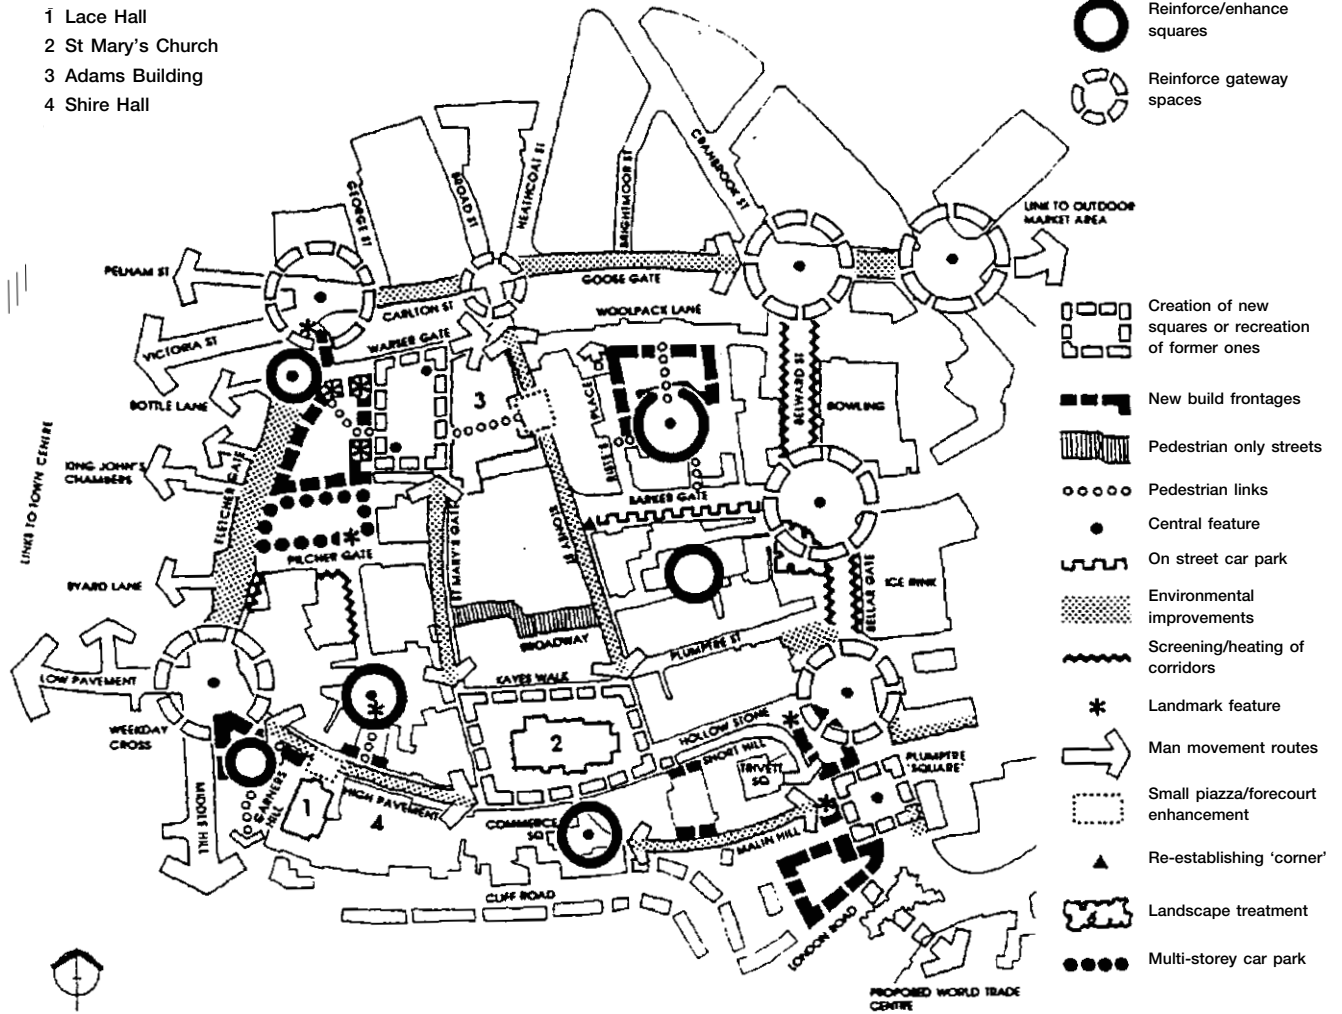 1 Lace Hall
2 St Mary's Church
3 Adams Building
4 Shire Hall
Reinforce/enhance
squares
Reinforce gateway
spaces
Creation of new
squares or recreation
of former ones
New build frontages
Pedestrian only streets
Pedestrian links
Central feature
On street car park
Environmental
improvements
Screening/heating of
corridors
Landmark feature
Man movement routes
Small piazza/forecourt
enhancement
Re-establishing 'corner'
Landscape treatment
Multi-storey car park
CRANBROOK ST
HEATHCOAT ST
BROAD ST
GEORGE ST
BRIGHTMOOR ST
LINK TO OUTDOOR
MARKET AREA
PELHAM ST
GOOSE GATE
CARLTON ST
WOOLPACK LANE
VICTORIA ST
WARSER GATE
BELWARD ST
BOTTLE LANE
BOWLING
3
PLACE
KING JOHN'S
CHAMBERS
LINKS TO TOWN CENTRE
FLETCHER GATE
BARKER GATE
ST MARY'S GATE
STONEY ST
PILCHER GATE
BYARD LANE
BELLAR GATE
ICE RINK
BROADWAY
PLUMPTRE ST
LOW PAVEMENT
KAYES WALK
WEEKDAY
CROSS
HOLLOW STONE
2
SHORT HILL
TRIVETT
SQ
PLUMPTRE
'SQUARE'
MIDDLE HILL
GARNERS
HILL
1
HIGH PAVEMENT
4
COMMERCE
SQ
MALIN HILL
CLIFF ROAD
LONDON ROAD
PROPOSED WORLD TRADE
CENTRE